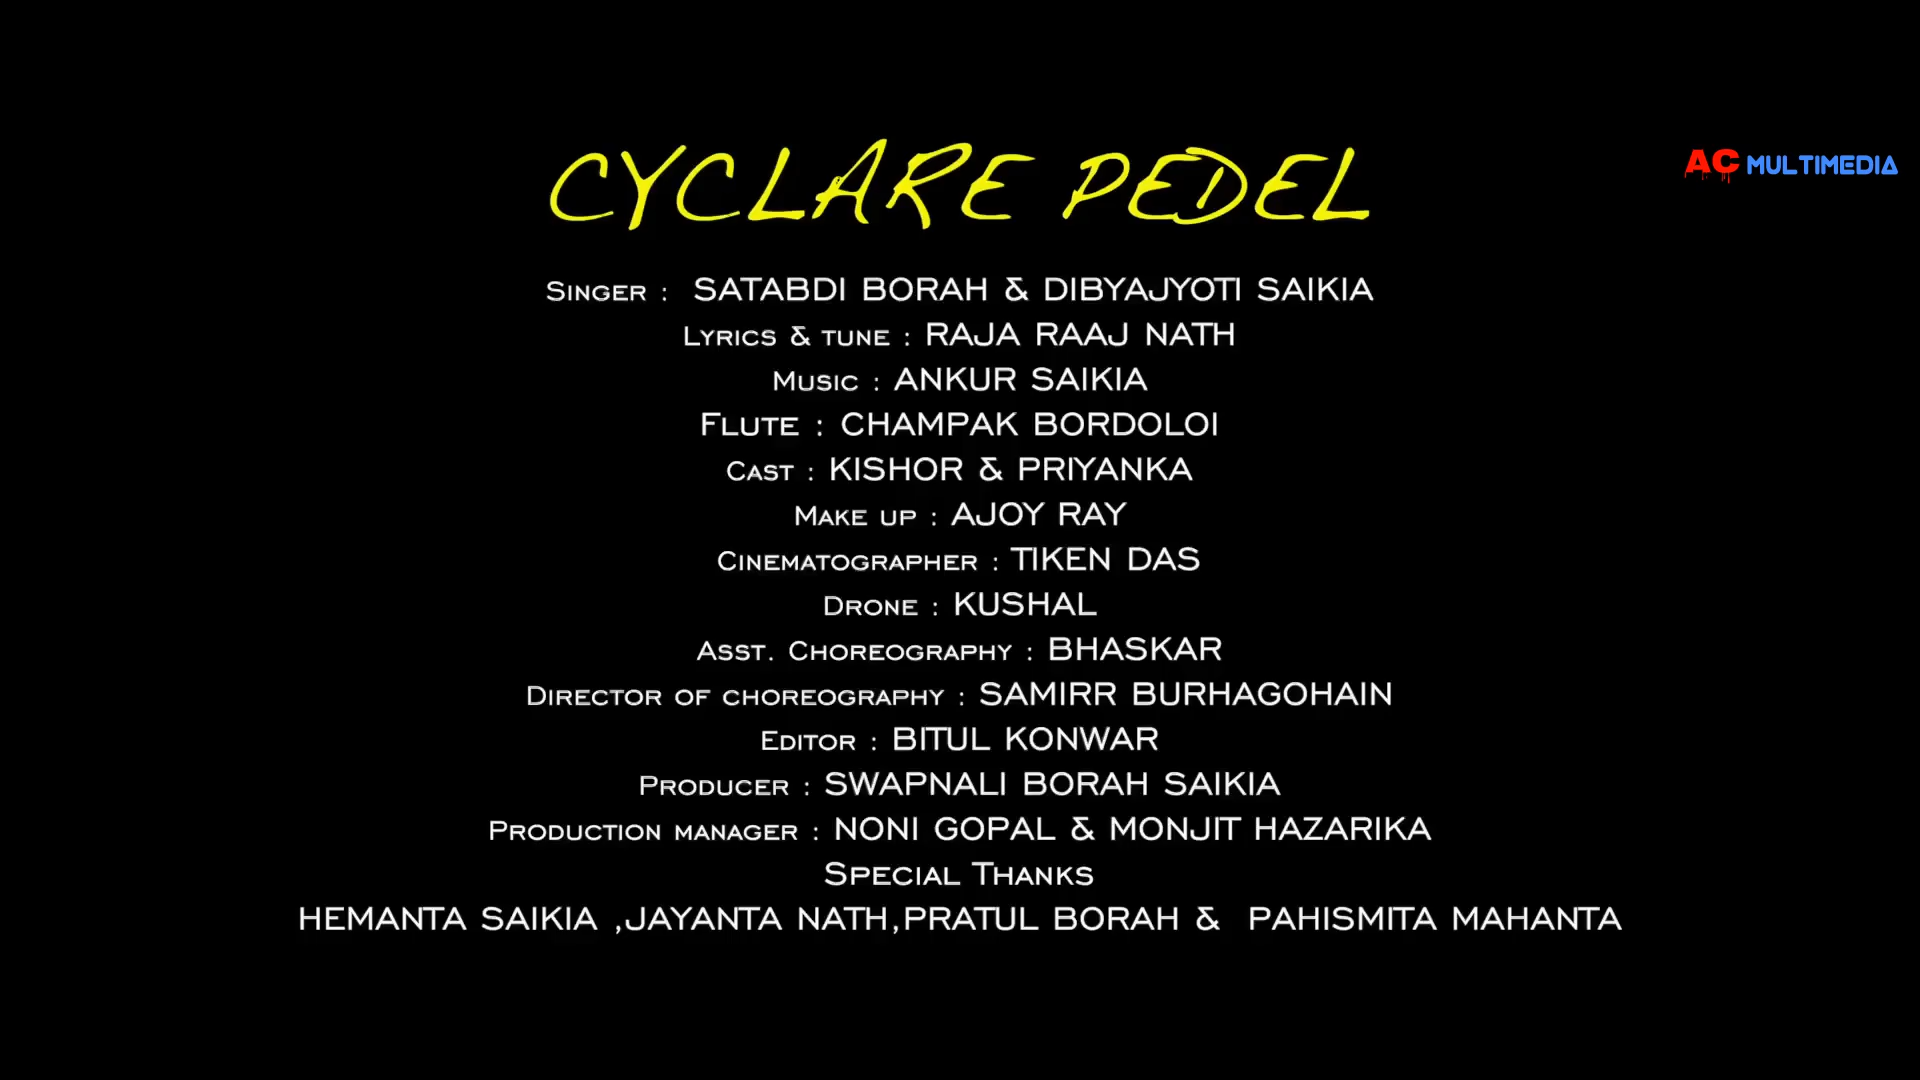 CYCLARE PEDEL
AC MULTIMEDIA
Singer : SATABDI BORAH & DIBYAJYOTI SAIKIA
Lyrics & tune : RAJA RAAJ NATH
Music : ANKUR SAIKIA
Flute : CHAMPAK BORDOLOI
Cast : KISHOR & PRIYANKA
Make up : AJOY RAY
Cinematographer : TIKEN DAS
Drone : KUSHAL
Asst. Choreography : BHASKAR
Director of choreography : SAMIRR BURHAGOHAIN
Editor : BITUL KONWAR
Producer : SWAPNALI BORAH SAIKIA
Production manager : NONI GOPAL & MONJIT HAZARIKA
Special Thanks
HEMANTA SAIKIA ,JAYANTA NATH,PRATUL BORAH & PAHISMITA MAHANTA